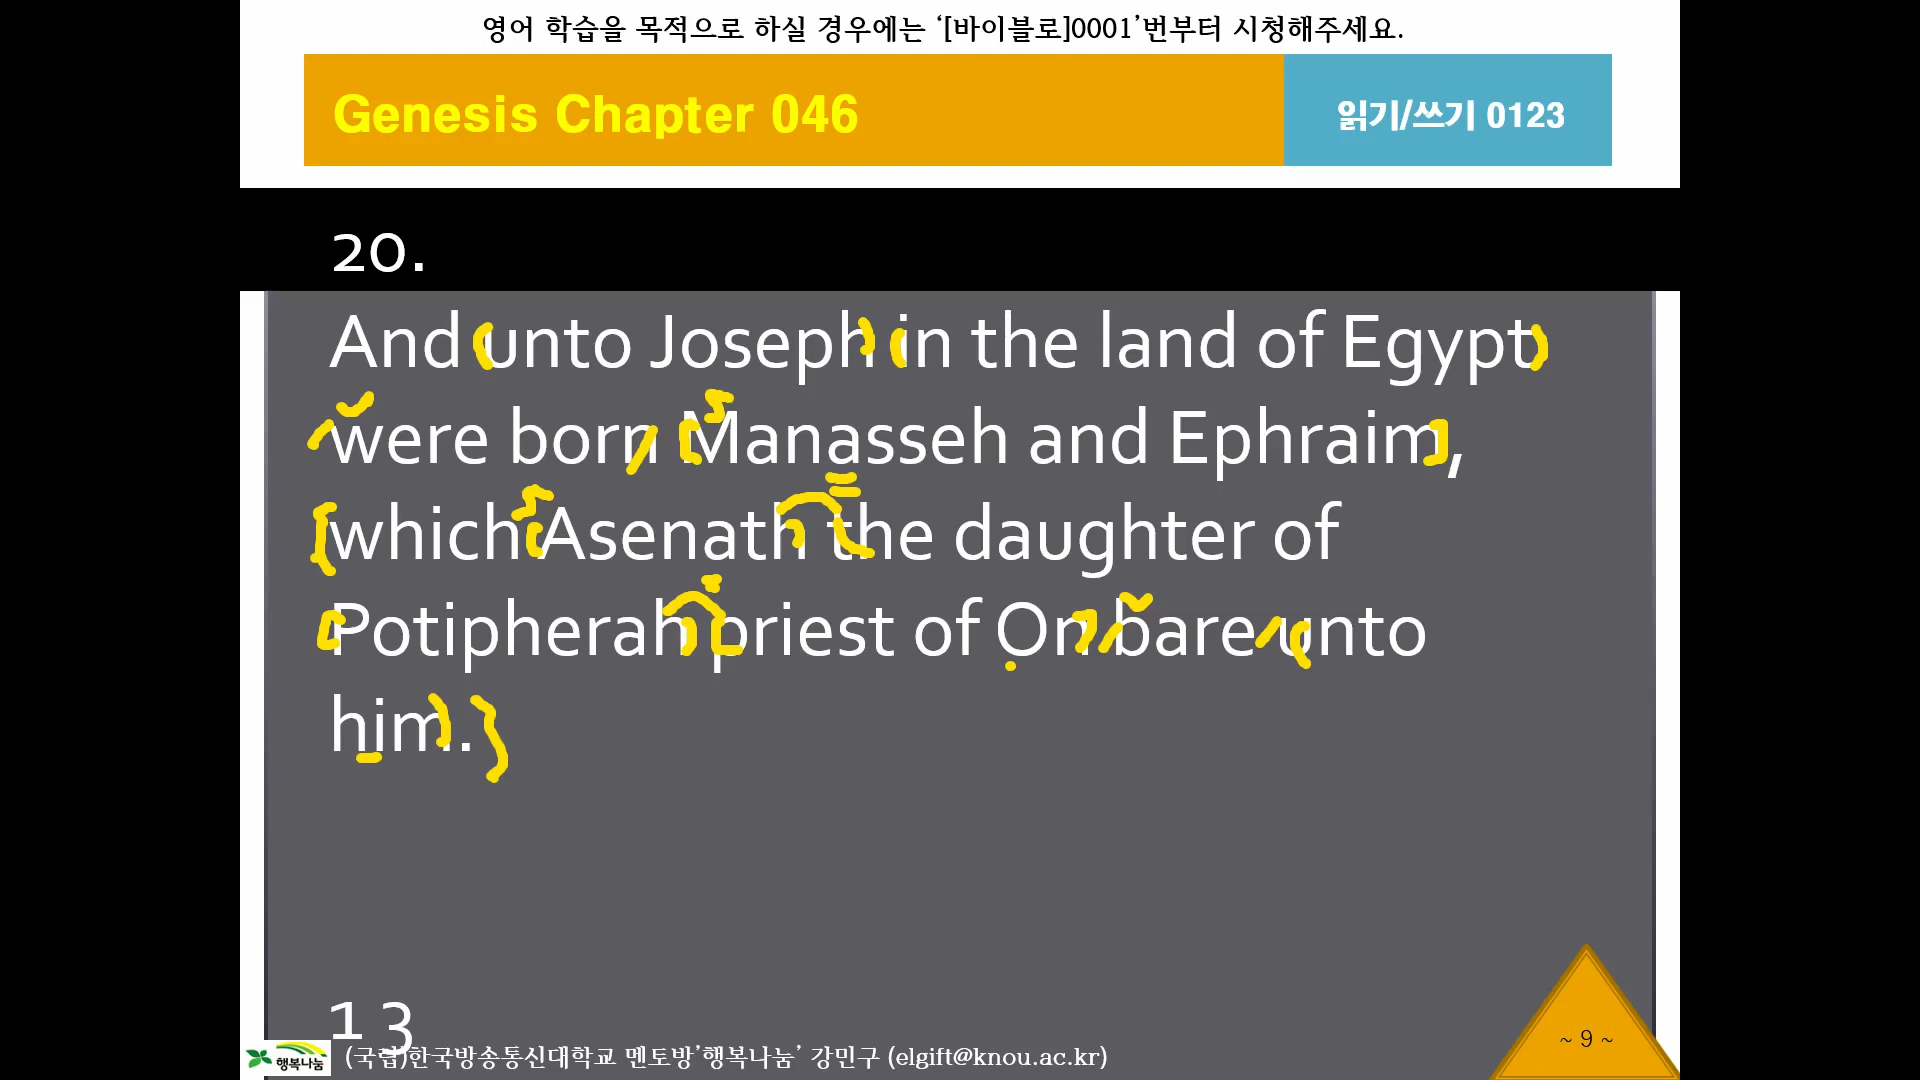 영어 학습을 목적으로 하실 경우에는 ‘[바이블로]0001’번부터 시청해주세요.
Genesis Chapter 046
읽기/쓰기 0123
20.
And unto Joseph in the land of Egypt
were born Manasseh and Ephraim,
which Asenath the daughter of
Potipherah priest of On bare unto
him.
13
~ 9 ~
행복나눔
(국립)한국방송통신대학교 멘토방’행복나눔’ 강민구 (elgift@knou.ac.kr)